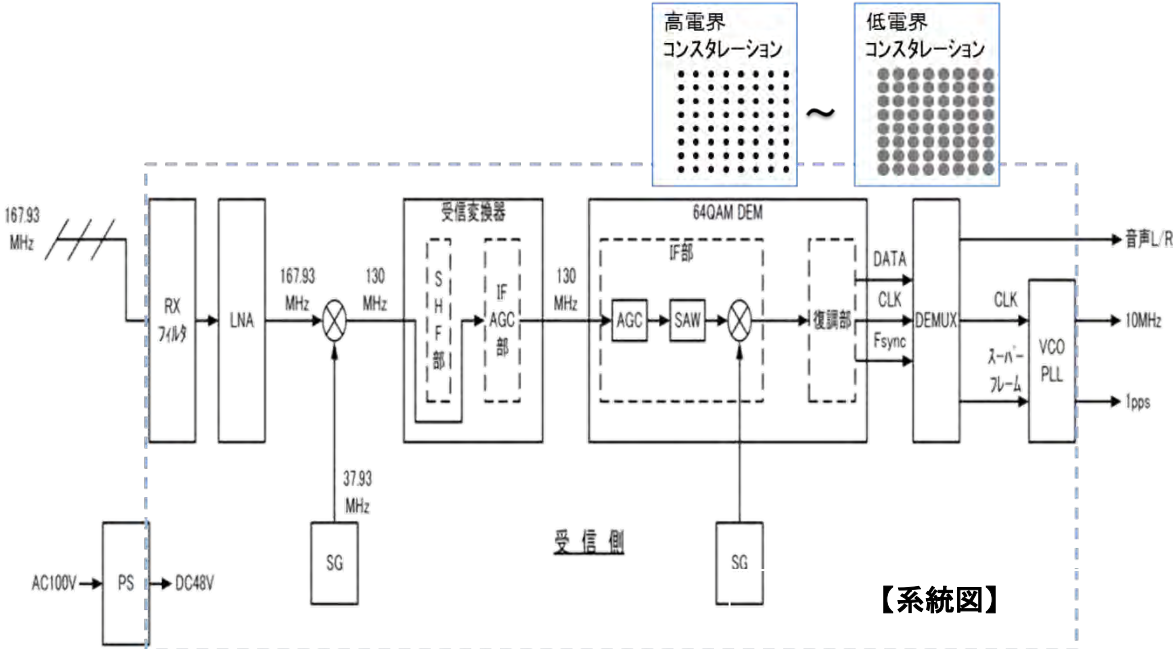 高電界
コンスタレーション
～
低電界
コンスタレーション
167.93
MHz
RX
フィルタ
LNA
167.93
MHz
130
MHz
受信変換器
SHF部
IF
AGC
部
130
MHz
64QAM DEM
IF部
AGC
SAW
復調部
DATA
CLK
Fsync
DEMUX
音声L/R
CLK
スーパー
フレーム
VCO
PLL
10MHz
1pps
37.93
MHz
SG
受信側
SG
AC100V
PS
DC48V
【系統図】